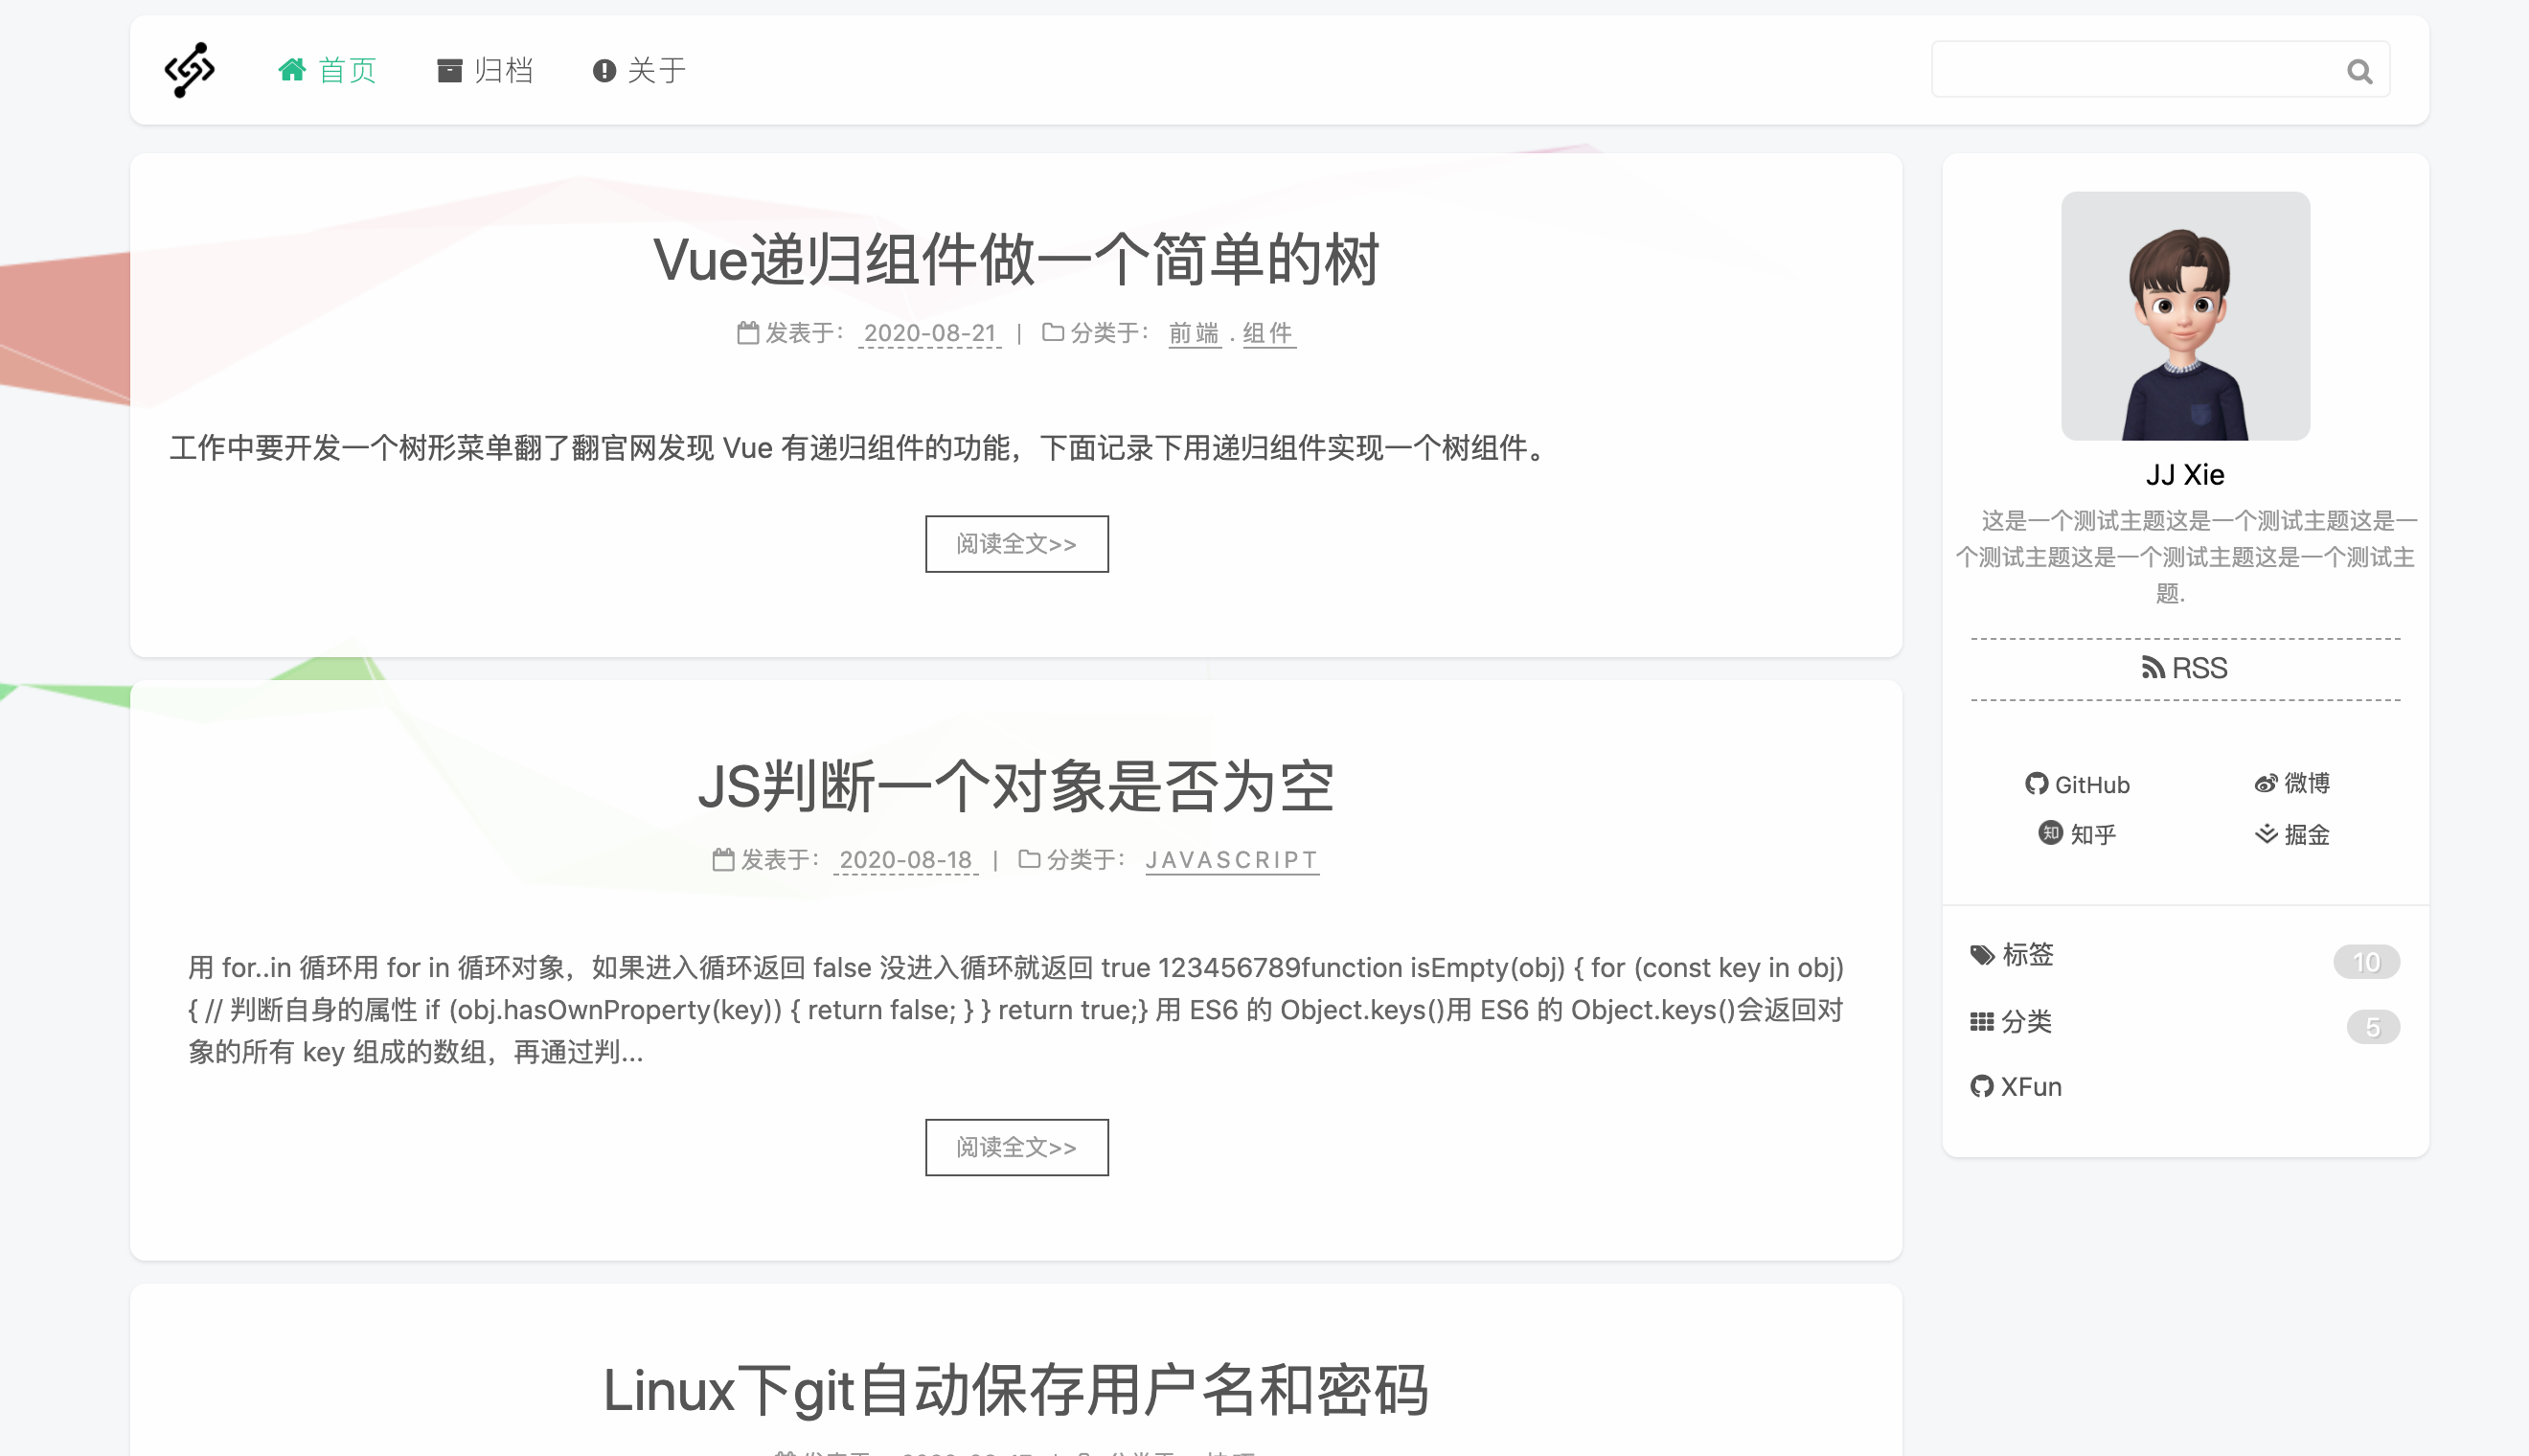 首页 归档 关于
Vue递归组件做一个简单的树
发表于： 2020-08-21 | 分类于： 前端 . 组件
工作中要开发一个树形菜单翻了翻官网发现 Vue 有递归组件的功能，下面记录下用递归组件实现一个树组件。
阅读全文>>
JS判断一个对象是否为空
发表于： 2020-08-18 | 分类于： JAVASCRIPT
用 for..in 循环用 for in 循环对象，如果进入循环返回 false 没进入循环就返回 true 123456789function isEmpty(obj) { for (const key in obj)
{ // 判断自身的属性 if (obj.hasOwnProperty(key)) { return false; } } return true;} 用 ES6 的 Object.keys()用 ES6 的 Object.keys()会返回对
象的所有 key 组成的数组，再通过判...
阅读全文>>
Linux下git自动保存用户名和密码
JJ Xie
这是一个测试主题这是一个测试主题这是一
个测试主题这是一个测试主题这是一个测试主
题.
RSS
GitHub 微博
知 知乎 掘金
标签 10
分类 5
XFun